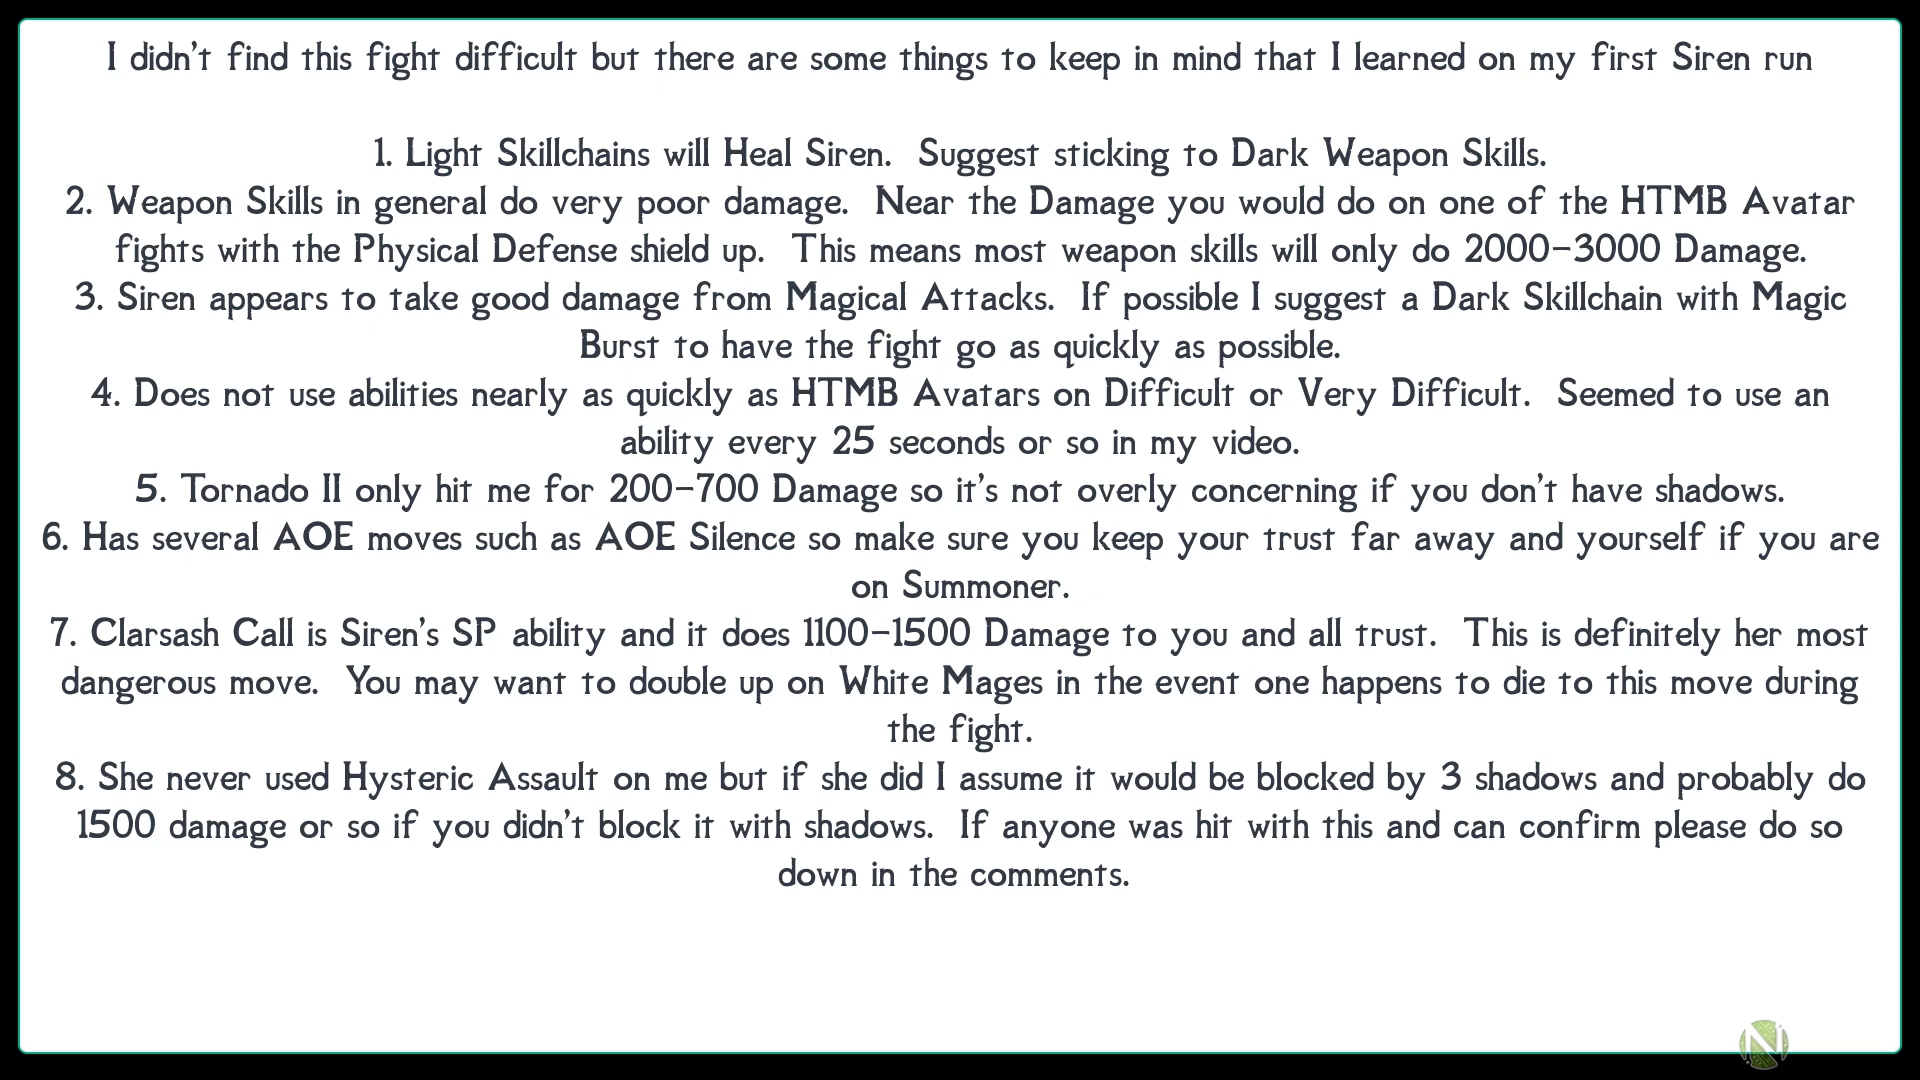 I didn't find this fight difficult but there are some things to keep in mind that I learned on my first Siren run
1. Light Skillchains will Heal Siren.  Suggest sticking to Dark Weapon Skills.
2. Weapon Skills in general do very poor damage.  Near the Damage you would do on one of the HTMB Avatar
fights with the Physical Defense shield up.  This means most weapon skills will only do 2000-3000 Damage.
3. Siren appears to take good damage from Magical Attacks.  If possible I suggest a Dark Skillchain with Magic
Burst to have the fight go as quickly as possible.
4. Does not use abilities nearly as quickly as HTMB Avatars on Difficult or Very Difficult.  Seemed to use an
ability every 25 seconds or so in my video.
5. Tornado II only hit me for 200-700 Damage so it's not overly concerning if you don't have shadows.
6. Has several AOE moves such as AOE Silence so make sure you keep your trust far away and yourself if you are
on Summoner.
7. Clarsash Call is Siren's SP ability and it does 1100-1500 Damage to you and all trust.  This is definitely her most
dangerous move.  You may want to double up on White Mages in the event one happens to die to this move during
the fight.
8. She never used Hysteric Assault on me but if she did I assume it would be blocked by 3 shadows and probably do
1500 damage or so if you didn't block it with shadows.  If anyone was hit with this and can confirm please do so
down in the comments.
N